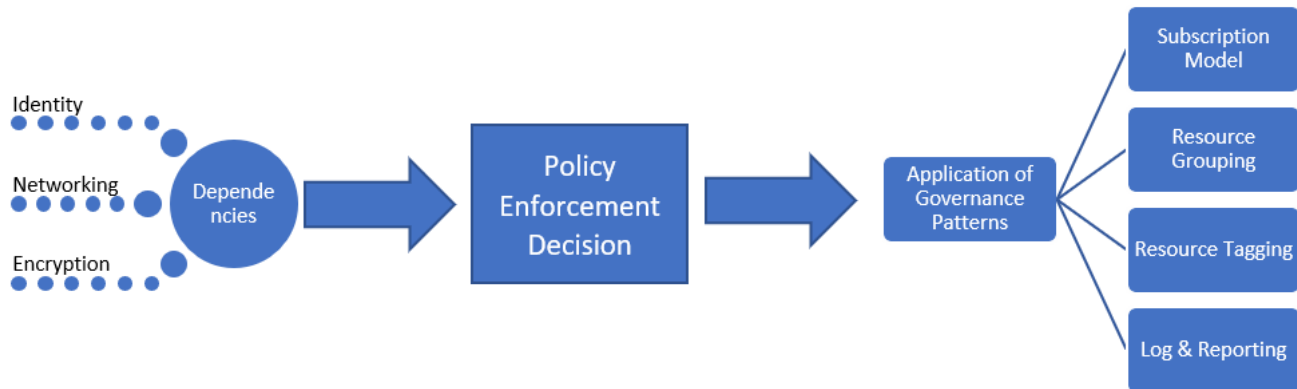 Identity
Networking
Encryption
Depende
ncies
Policy
Enforcement
Decision
Application of
Governance
Patterns
Subscription
Model
Resource
Grouping
Resource Tagging
Log & Reporting